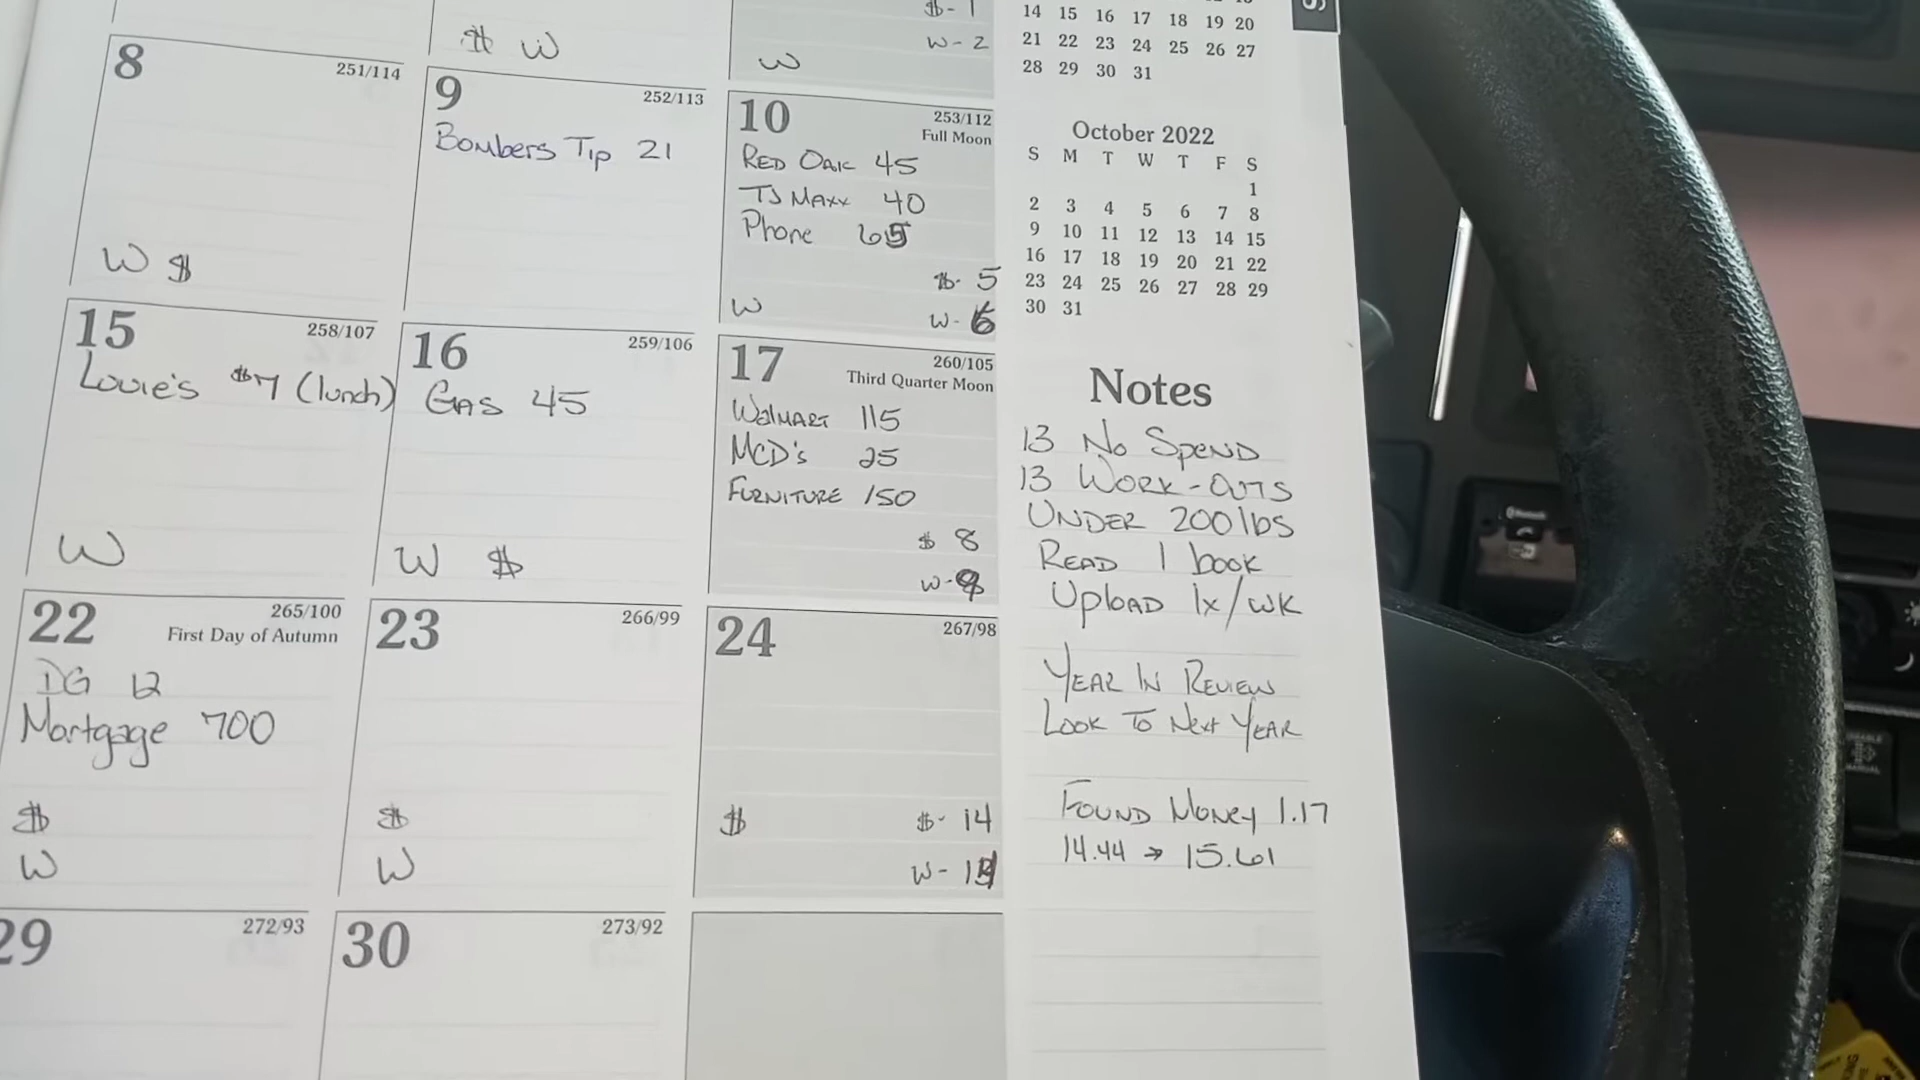 $ W
$- 1
W- 2
W
14 15 16 17 18 19 20
21 22 23 24 25 26 27
28 29 30 31
8 251/114
W $
9 252/113
Bombers Tip 21
10 253/112
Full Moon
RED OAK 45
TJ MAXX 40
Phone 65
$- 5
W W- 6
October 2022
S M T W T F S
1
2 3 4 5 6 7 8
9 10 11 12 13 14 15
16 17 18 19 20 21 22
23 24 25 26 27 28 29
30 31
15 258/107
Louie's $7 (lunch)
W
16 259/106
GAS 45
W $
17 260/105
Third Quarter Moon
WALMART 115
MCD's 25
FURNITURE 150
$ 8
W-
22 265/100
First Day of Autumn
DG 12
Mortgage 700
$
W
23 266/99
$
W
24 267/98
$ $- 14
W-
29 272/93
30 273/92
Notes
13 No SPEND
13 WORK-OUTS
UNDER 200 lbs
READ 1 book
Upload 1x/WK
YEAR IN REVIEW
LOOK TO NEXT YEAR
FOUND MONEY 1.17
14.44 → 15.61